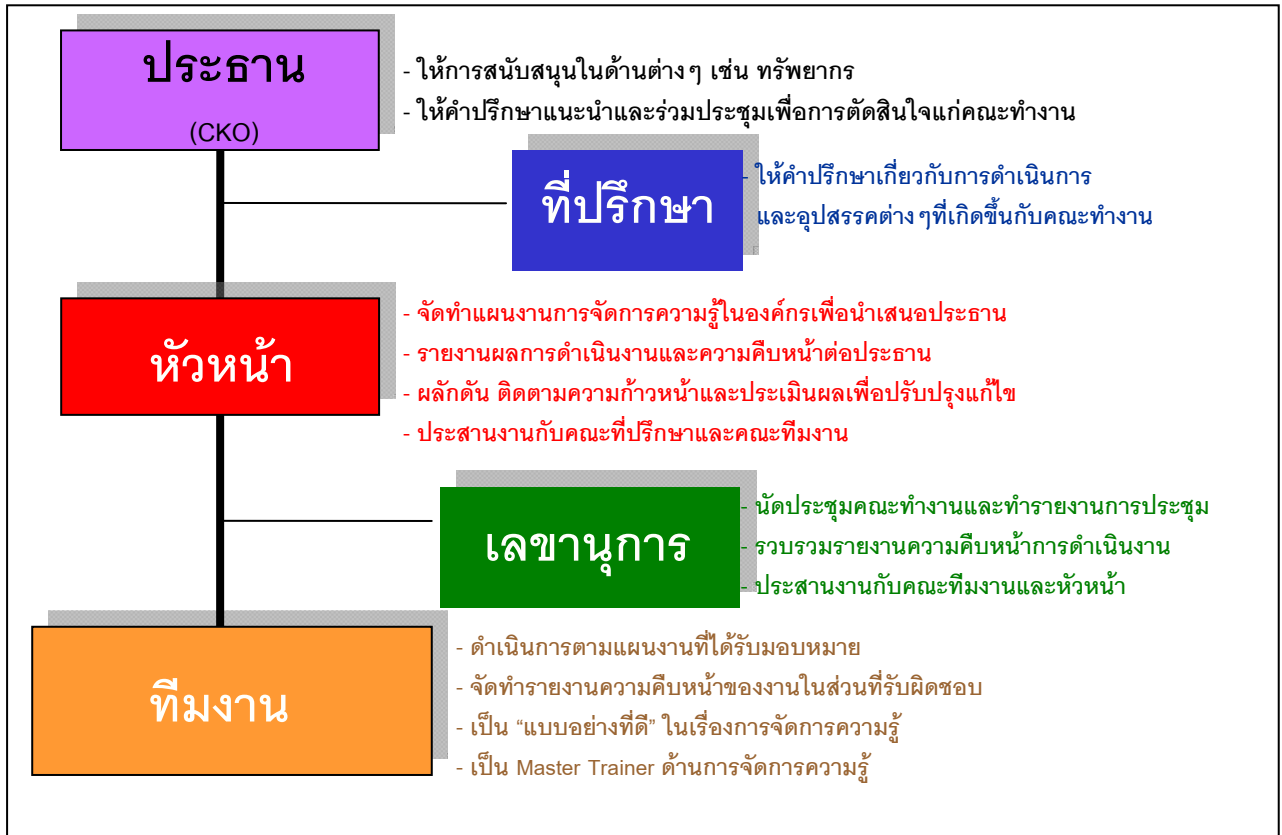 ประธาน
(CKO)
- ให้การสนับสนุนในด้านต่างๆ เช่น ทรัพยากร
- ให้คำปรึกษาแนะนำและร่วมประชุมเพื่อการตัดสินใจแก่คณะทำงาน
ที่ปรึกษา
- ให้คำปรึกษาเกี่ยวกับการดำเนินการ
และอุปสรรคต่างๆที่เกิดขึ้นกับคณะทำงาน
หัวหน้า
- จัดทำแผนงานการจัดการความรู้ในองค์กรเพื่อนำเสนอประธาน
- รายงานผลการดำเนินงานและความคืบหน้าต่อประธาน
- ผลักดัน ติดตามความก้าวหน้าและประเมินผลเพื่อปรับปรุงแก้ไข
- ประสานงานกับคณะที่ปรึกษาและคณะทีมงาน
เลขานุการ
- นัดประชุมคณะทำงานและทำรายงานการประชุม
- รวบรวมรายงานความคืบหน้าการดำเนินงาน
- ประสานงานกับคณะทีมงานและหัวหน้า
ทีมงาน
- ดำเนินการตามแผนงานที่ได้รับมอบหมาย
- จัดทำรายงานความคืบหน้าของงานในส่วนที่รับผิดชอบ
- เป็น “แบบอย่างที่ดี” ในเรื่องการจัดการความรู้
- เป็น Master Trainer ด้านการจัดการความรู้